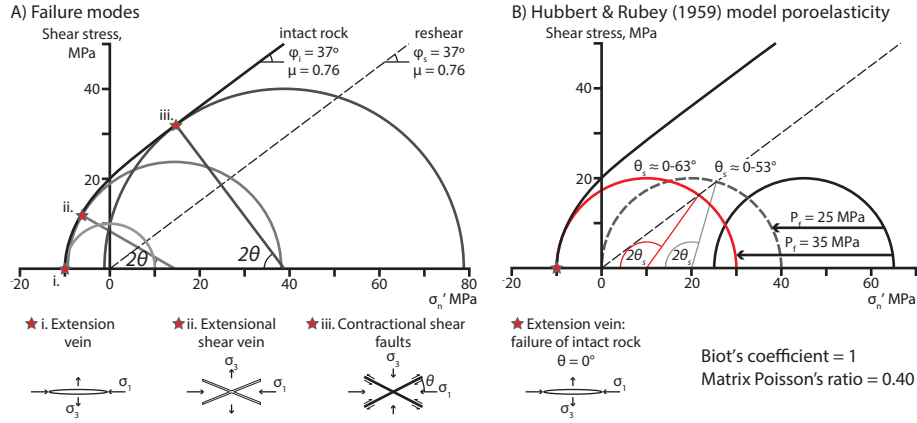 A) Failure modes
Shear stress,
MPa
intact rock
φi = 37º
μ = 0.76
reshear
φs = 37º
μ = 0.76
40
iii.
20
ii.
2θ
2θ
i.
-20
0
20
40
60
80
σn’ MPa
i. Extension
vein
ii. Extensional
shear vein
iii. Contractional shear
faults
σ1
σ3
σ3
σ1
σ3
θ
σ1
B) Hubbert & Rubey (1959) model poroelasticity
Shear stress, MPa
40
θs ≈ 0-63°
θs ≈ 0-53°
20
Pf = 25 MPa
Pf = 35 MPa
2θs
2θs
-20
0
20
40
60
σn’ MPa
Extension vein:
failure of intact rock
θ = 0°
σ1
σ3
Biot’s coefficient = 1
Matrix Poisson’s ratio = 0.40